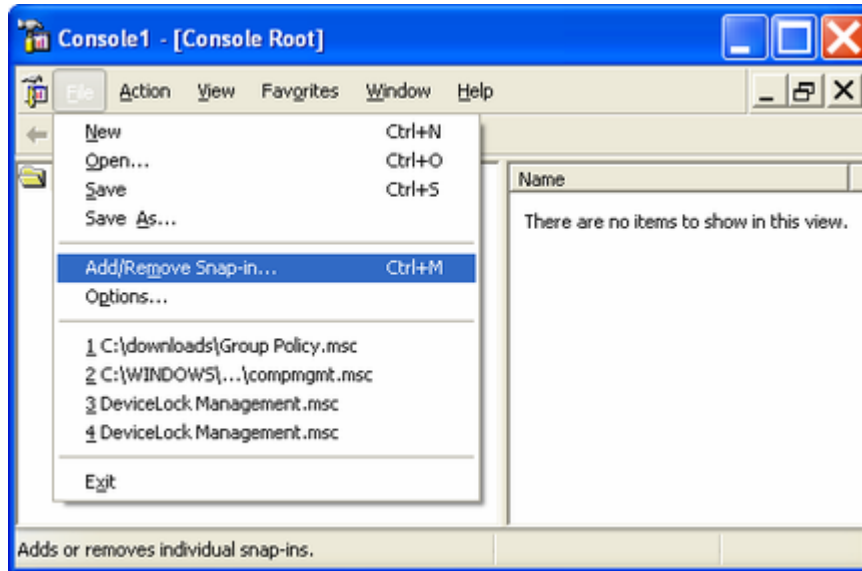 Console1 - [Console Root]
File Action View Favorites Window Help
New Ctrl+N
Open... Ctrl+O
Save Ctrl+S
Save As...
Add/Remove Snap-in... Ctrl+M
Options...
1 C:\downloads\Group Policy.msc
2 C:\WINDOWS\...\compmgmt.msc
3 DeviceLock Management.msc
4 DeviceLock Management.msc
Exit
Name
There are no items to show in this view.
Adds or removes individual snap-ins.